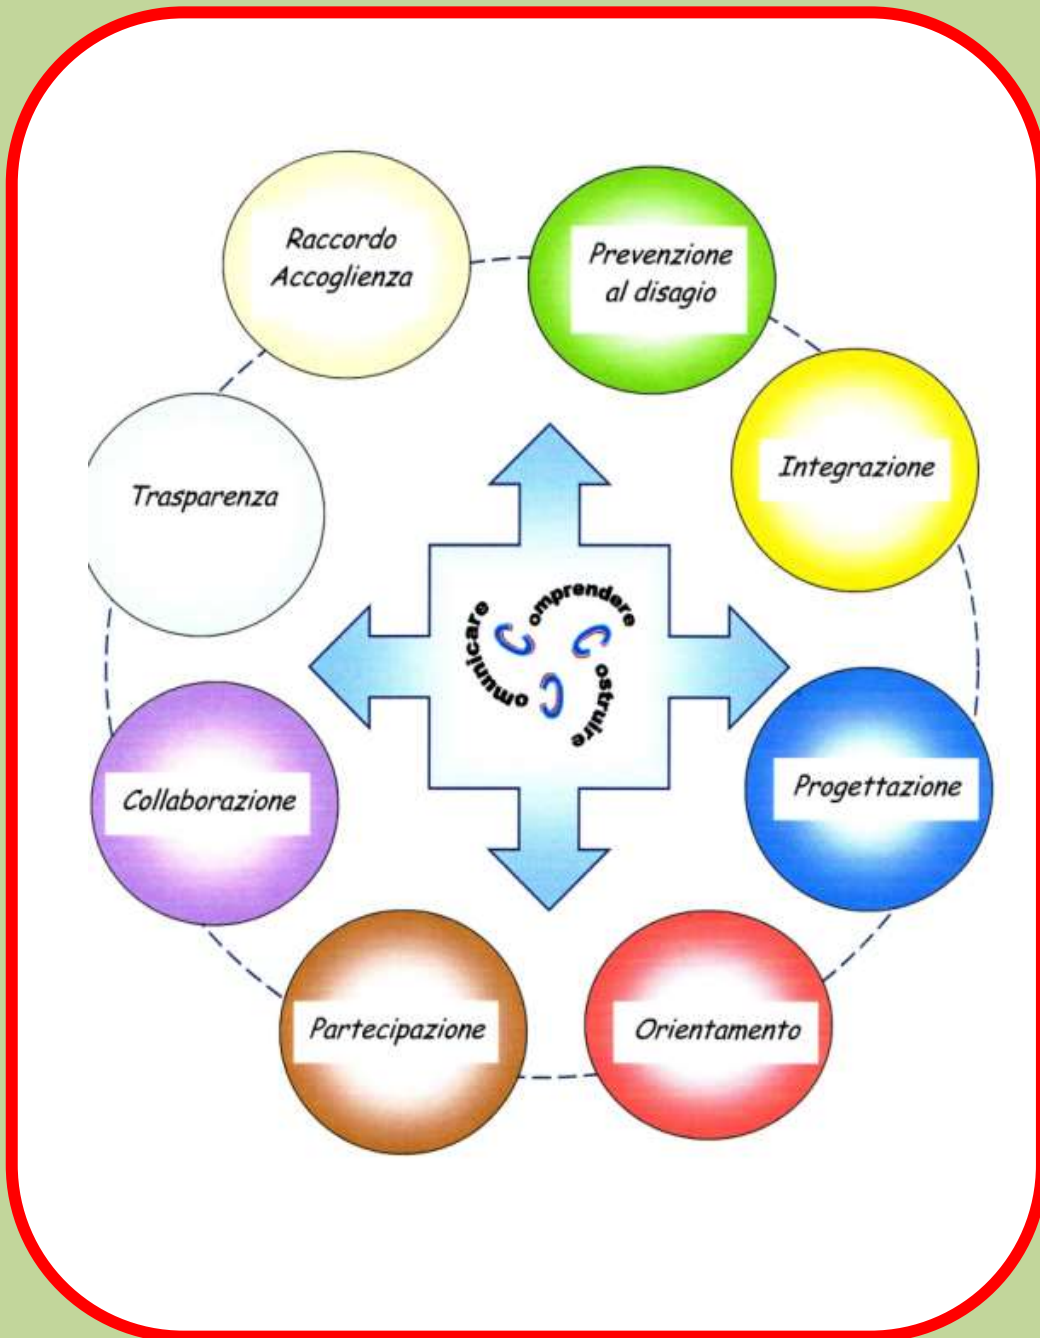 Raccordo
Accoglienza
Prevenzione
al disagio
Integrazione
Trasparenza
Comunicare
Comprendere
Costruire
Collaborazione
Progettazione
Partecipazione
Orientamento